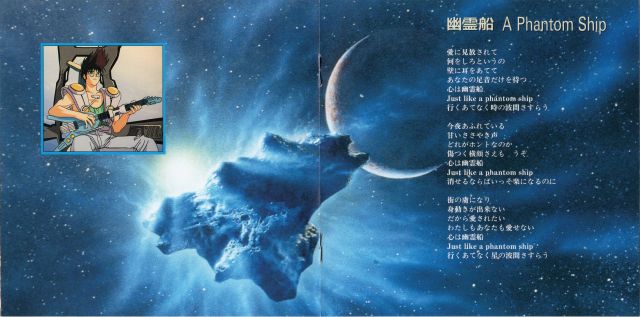 幽霊船 A Phantom Ship
愛に見放されて
何をしろというの
壁に耳をあてて
あなたの足音だけを待つ
心は幽霊船
Just like a phantom ship
行くあてなく時の波間さすらう
今夜あふれている
甘いささやき声
どれがホントなのか
傷つく横顔さえも うそ
心は幽霊船
Just like a phantom ship
消せるならばいっそ楽になるのに
街の虜になり
身動きが出来ない
だから愛されたい
わたしもあなたも愛せない
心は幽霊船
Just like a phantom ship
行くあてなく星の波間さすらう